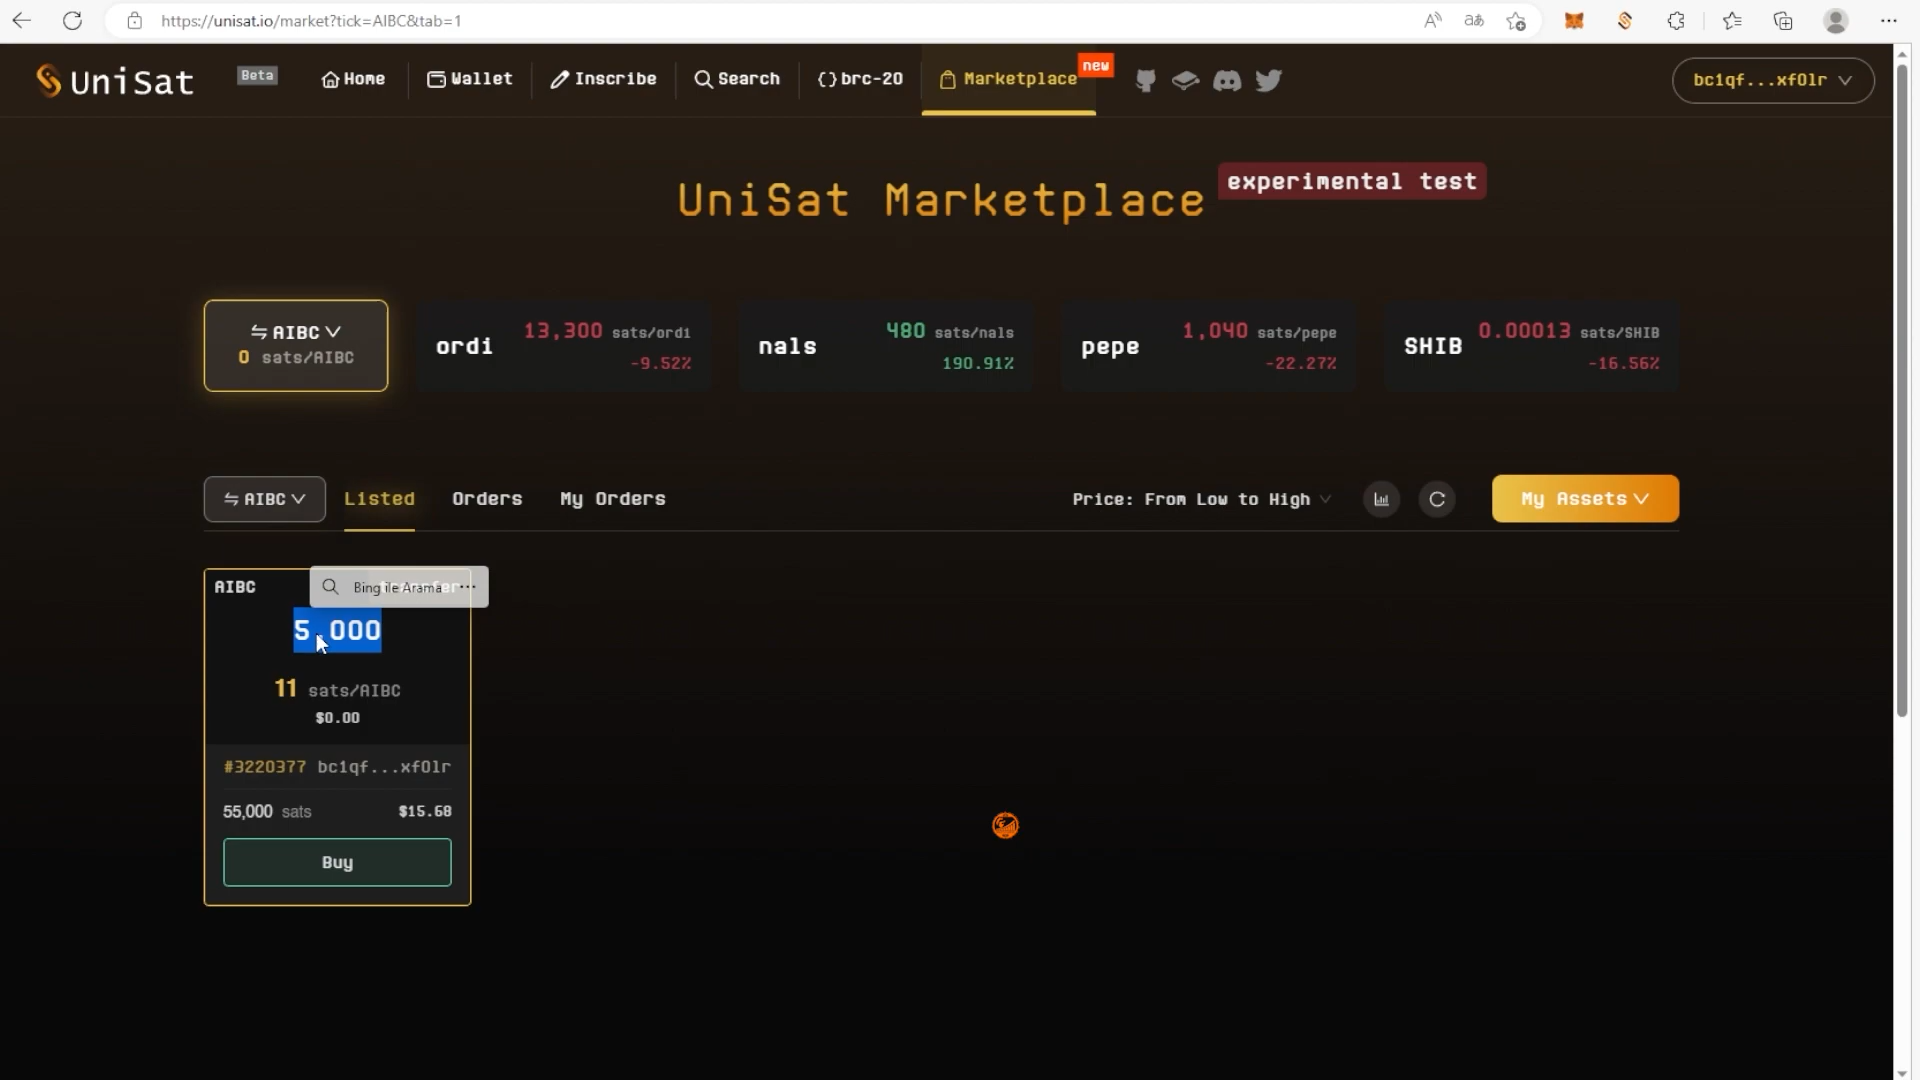 https://unisat.io/market?tick=AIBC&tab=1
UniSat Beta Home Wallet Inscribe Search {}brc-20 Marketplace new bc1qf...xf0lr
UniSat Marketplace experimental test
AIBC
0 sats/AIBC
ordi 13,300 sats/ordi
-9.52%
nals 480 sats/nals
190.91%
pepe 1,040 sats/pepe
-22.27%
SHIB 0.00013 sats/SHIB
-16.56%
AIBC Listed Orders My Orders Price: From Low to High My Assets
AIBC Bing ile Arama
5,000
11 sats/AIBC
$0.00
#3220377 bc1qf...xf0lr
55,000 sats $15.68
Buy